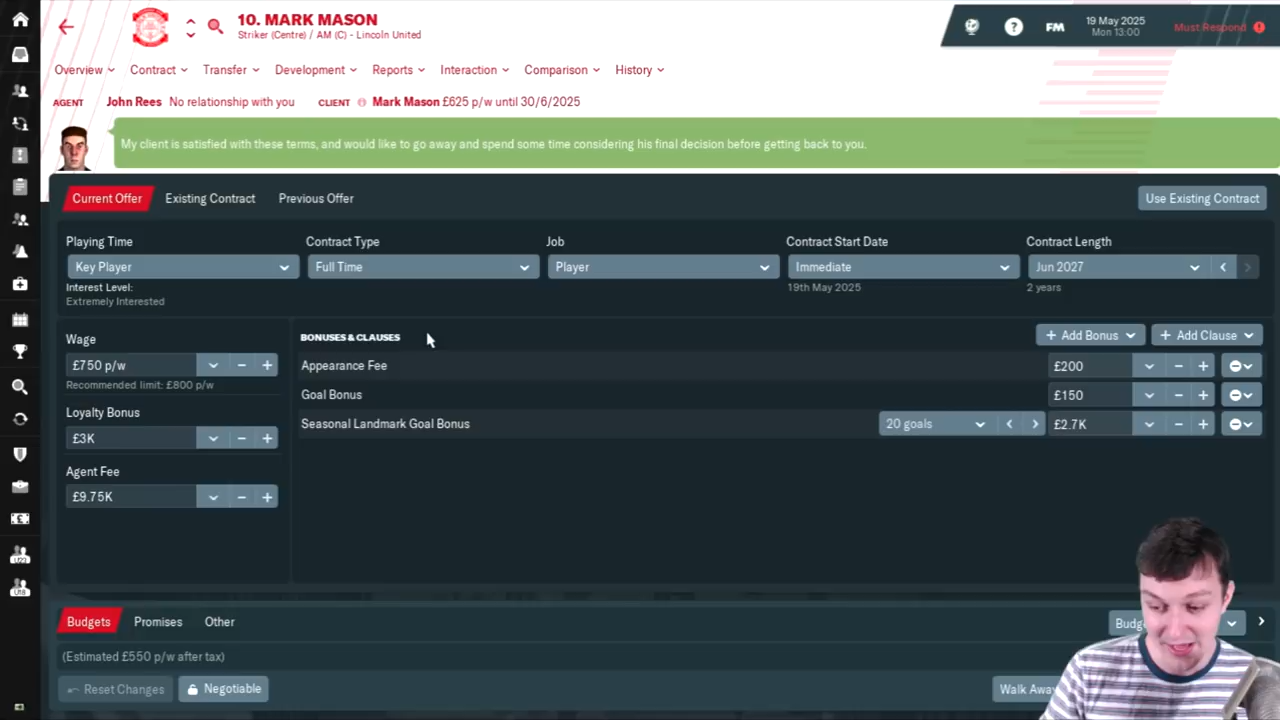 10. MARK MASON
Striker (Centre) / AM (C) - Lincoln United
FM
19 May 2025
Mon 13:00
Must Respond
Overview
Contract
Transfer
Development
Reports
Interaction
Comparison
History
AGENT John Rees No relationship with you CLIENT Mark Mason £625 p/w until 30/6/2025
My client is satisfied with these terms, and would like to go away and spend some time considering his final decision before getting back to you.
Current Offer
Existing Contract
Previous Offer
Use Existing Contract
Playing Time
Contract Type
Job
Contract Start Date
Contract Length
Key Player
Full Time
Player
Immediate
Jun 2027
Interest Level:
Extremely Interested
19th May 2025
2 years
Wage
£750 p/w
Recommended limit: £800 p/w
Loyalty Bonus
£3K
Agent Fee
£9.75K
BONUSES & CLAUSES
+ Add Bonus
+ Add Clause
Appearance Fee £200
Goal Bonus £150
Seasonal Landmark Goal Bonus 20 goals £2.7K
Budgets
Promises
Other
(Estimated £550 p/w after tax)
Reset Changes
Negotiable
Walk Away
U23
U18